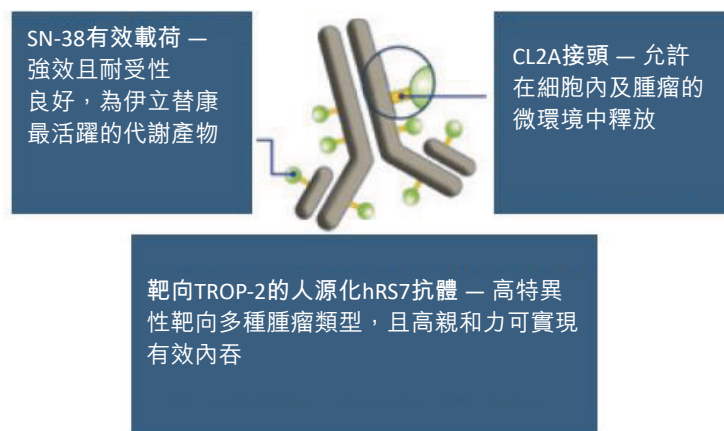 SN-38有效載荷 —
強效且耐受性
良好，為伊立替康
最活躍的代謝產物
CL2A接頭 — 允許
在細胞內及腫瘤的
微環境中釋放
靶向TROP-2的人源化hRS7抗體 — 高特異
性靶向多種腫瘤類型，且高親和力可實現
有效內吞